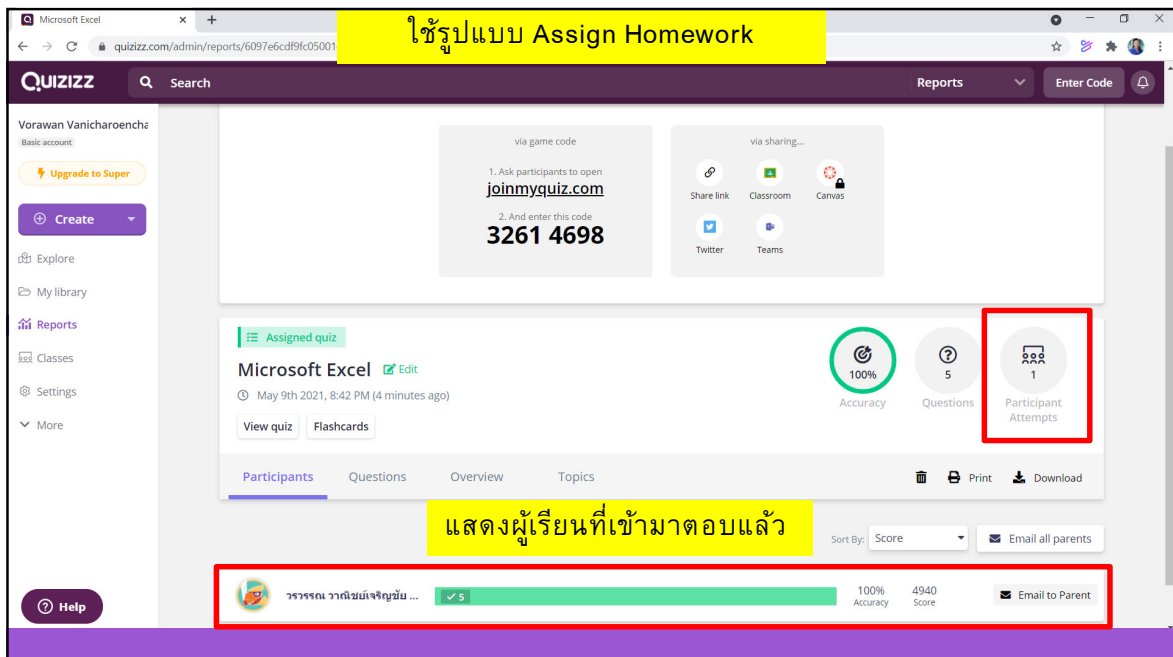 Microsoft Excel
ใช้รูปแบบ Assign Homework
quizizz.com/admin/reports/6097e6cdf9fc05001
QUIZIZZ
Search
Reports
Enter Code
Vorawan Vanicharoencha
Basic account
Upgrade to Super
Create
Explore
My library
Reports
Classes
Settings
More
Help
via game code
1. Ask participants to open
joinmyquiz.com
2. And enter this code
3261 4698
via sharing...
Share link
Classroom
Canvas
Twitter
Teams
Assigned quiz
Microsoft Excel
Edit
May 9th 2021, 8:42 PM (4 minutes ago)
View quiz
Flashcards
100%
Accuracy
5
Questions
1
Participant
Attempts
Participants
Questions
Overview
Topics
Print
Download
แสดงผู้เรียนที่เข้ามาตอบแล้ว
Sort By:
Score
Email all parents
วรวรรณ วาณิชย์เจริญชัย ...
5
100%
Accuracy
4940
Score
Email to Parent